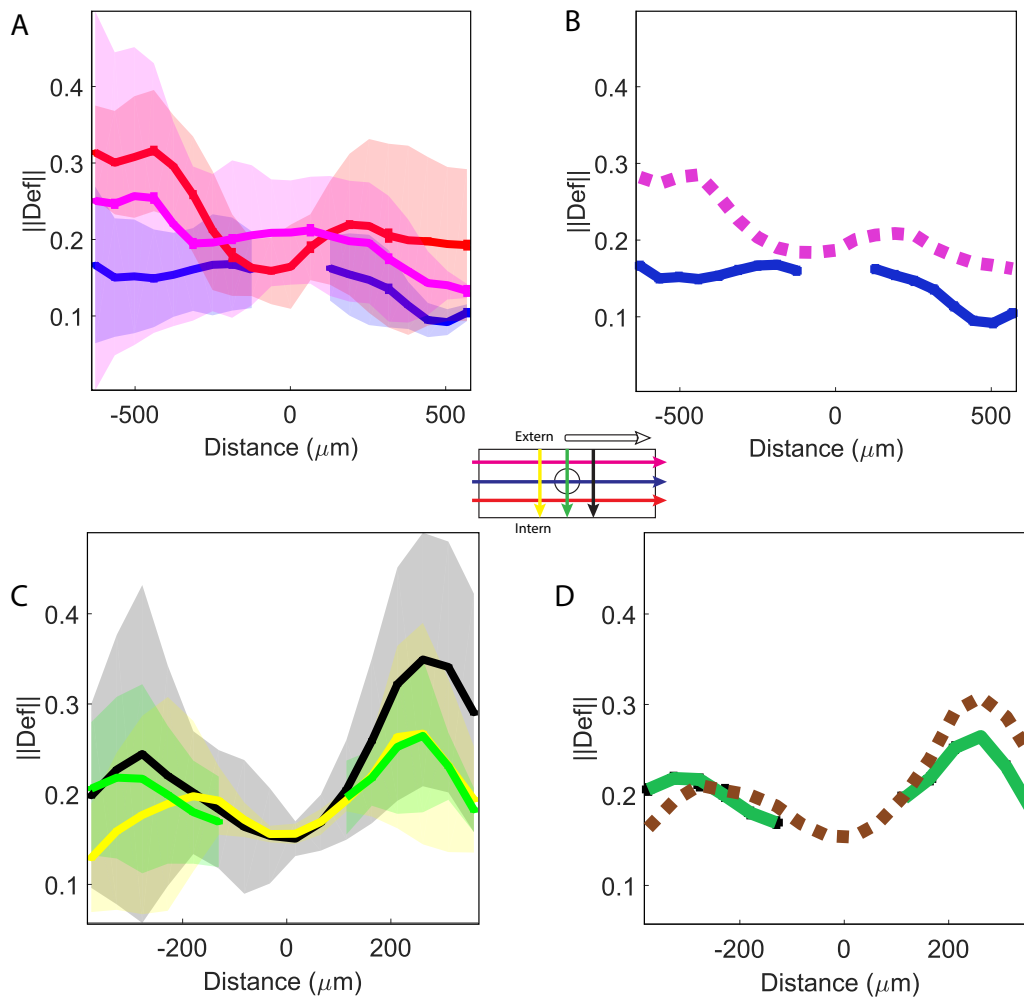 A
||Def||
0.4
0.3
0.2
0.1
-500 0 500
Distance (μm)
B
||Def||
0.4
0.3
0.2
0.1
-500 0 500
Distance (μm)
Extern
Intern
C
||Def||
0.4
0.3
0.2
0.1
-200 0 200
Distance (μm)
D
||Def||
0.4
0.3
0.2
0.1
-200 0 200
Distance (μm)